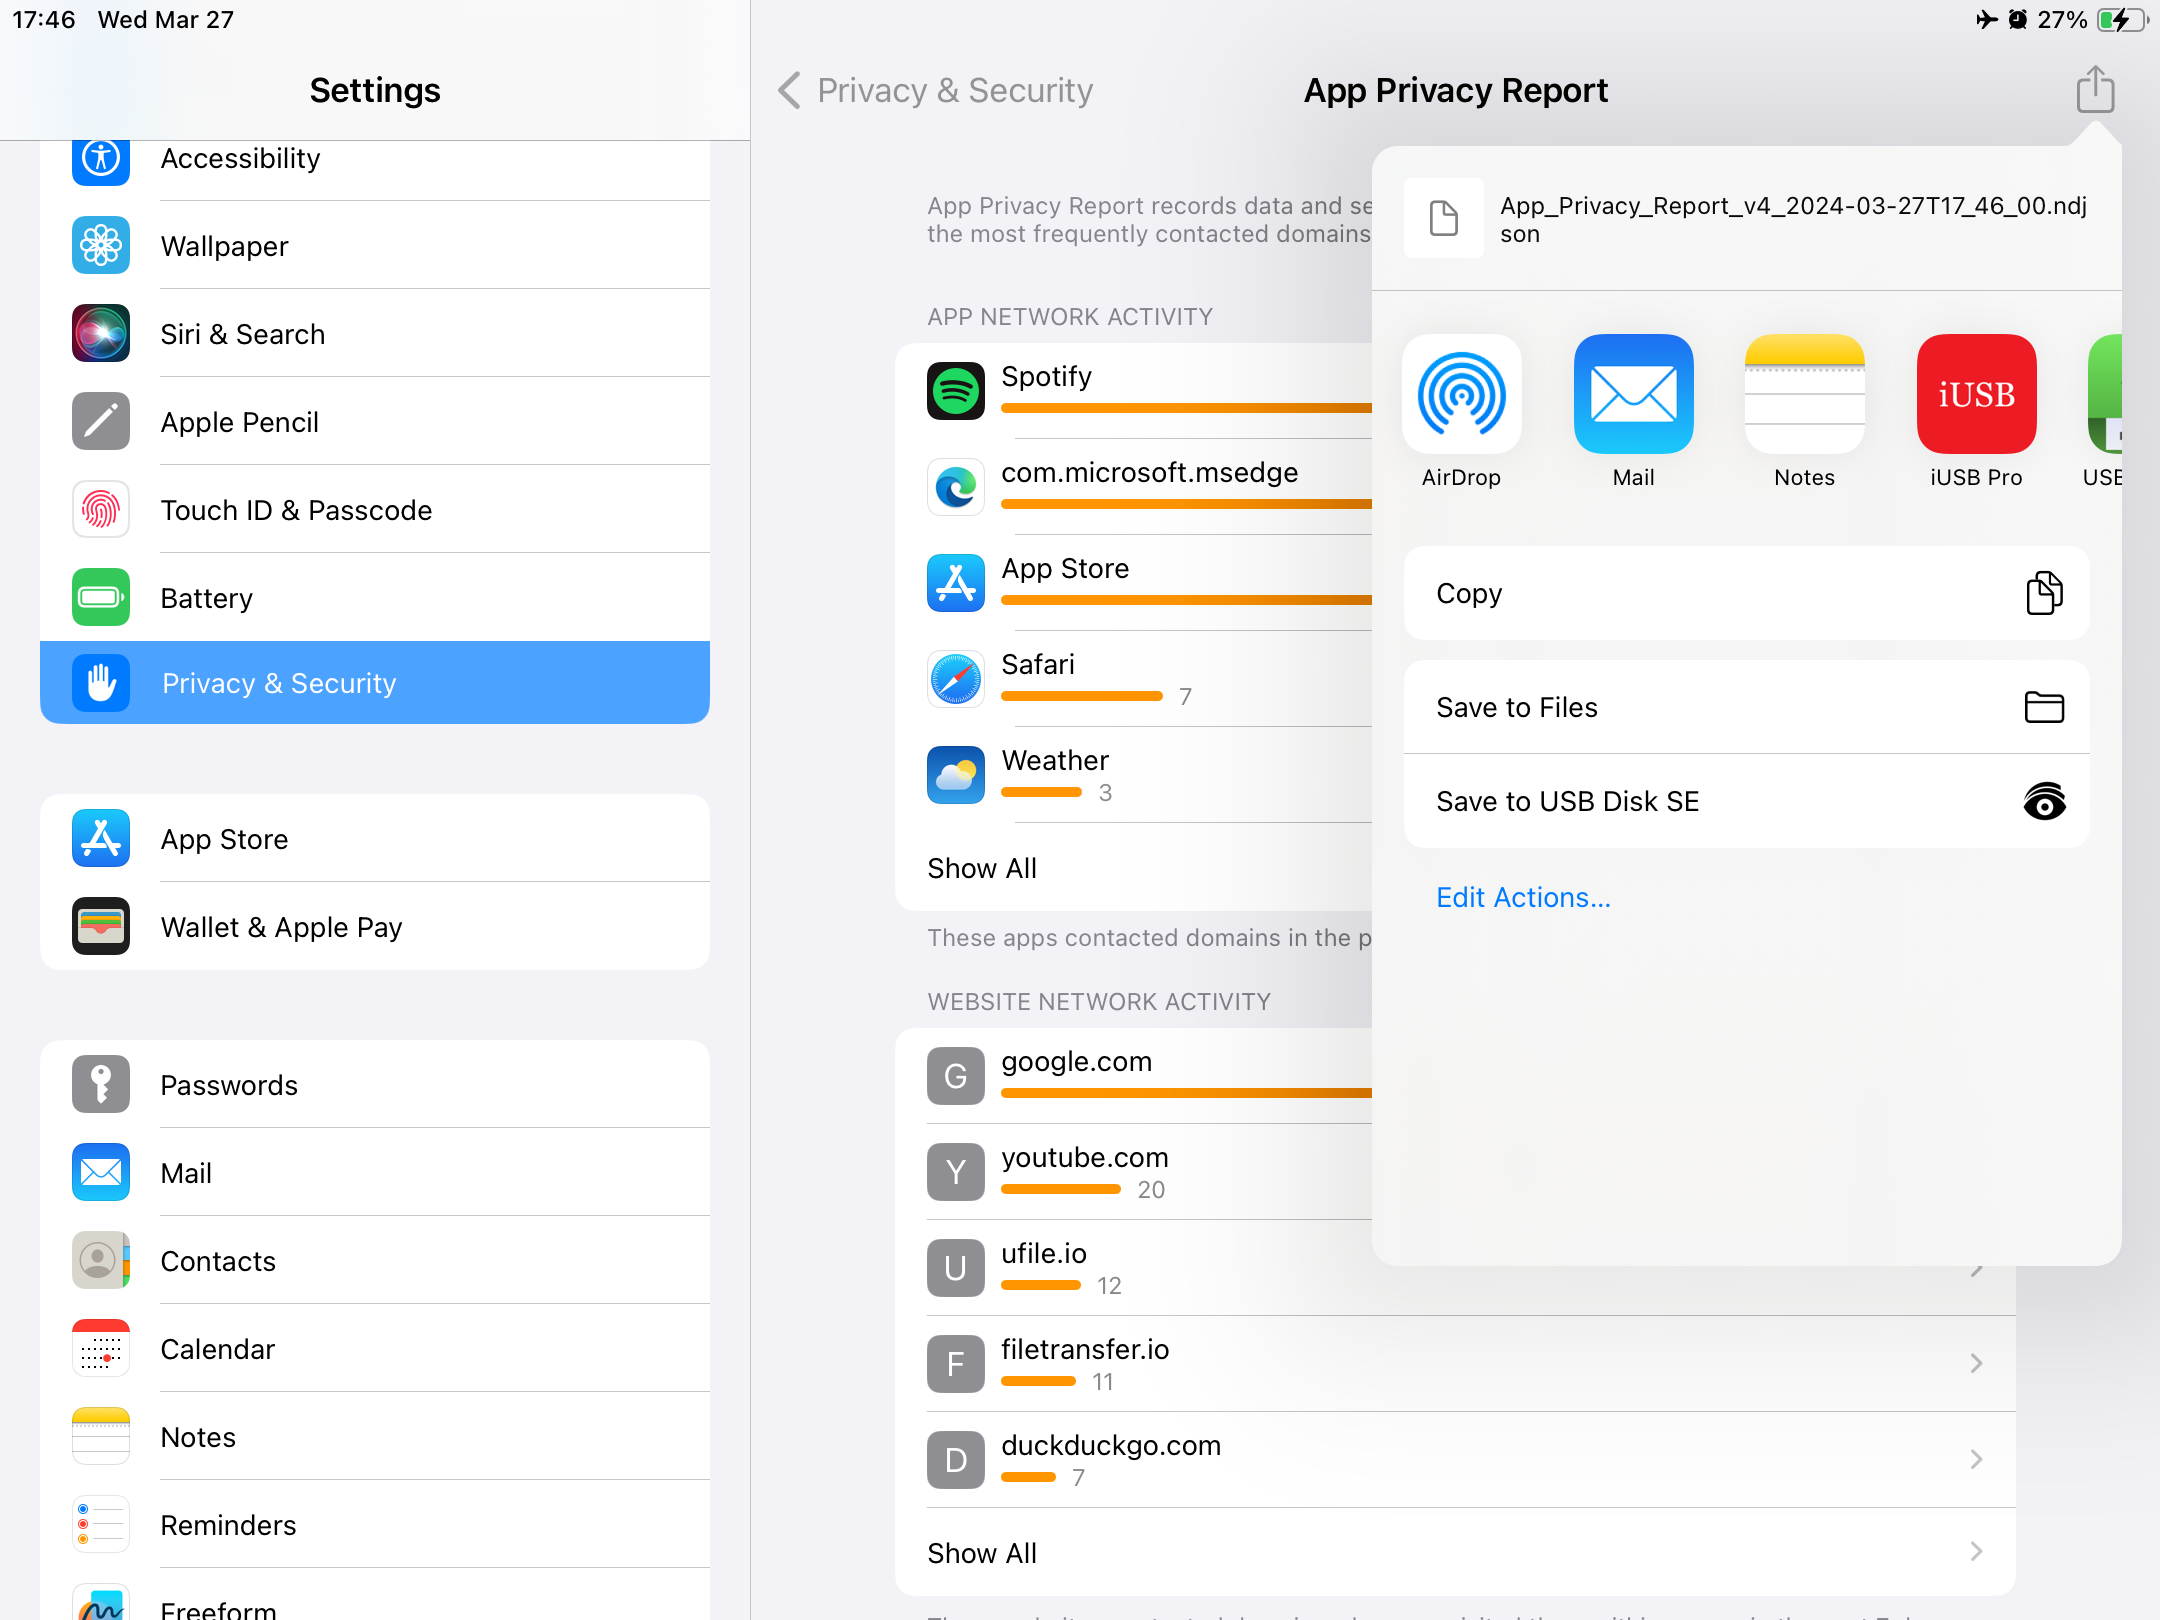 17:46 Wed Mar 27
27%
Settings
Accessibility
Wallpaper
Siri & Search
Apple Pencil
Touch ID & Passcode
Battery
Privacy & Security
App Store
Wallet & Apple Pay
Passwords
Mail
Contacts
Calendar
Notes
Reminders
Freeform
Privacy & Security
App Privacy Report
App Privacy Report records data and se
the most frequently contacted domains
APP NETWORK ACTIVITY
Spotify
com.microsoft.msedge
App Store
Safari
7
Weather
3
Show All
These apps contacted domains in the p
WEBSITE NETWORK ACTIVITY
G google.com
Y youtube.com
20
U ufile.io
12
F filetransfer.io
11
D duckduckgo.com
7
Show All
App_Privacy_Report_v4_2024-03-27T17_46_00.ndj
son
iUSB
AirDrop
Mail
Notes
iUSB Pro
USB
Copy
Save to Files
Save to USB Disk SE
Edit Actions...